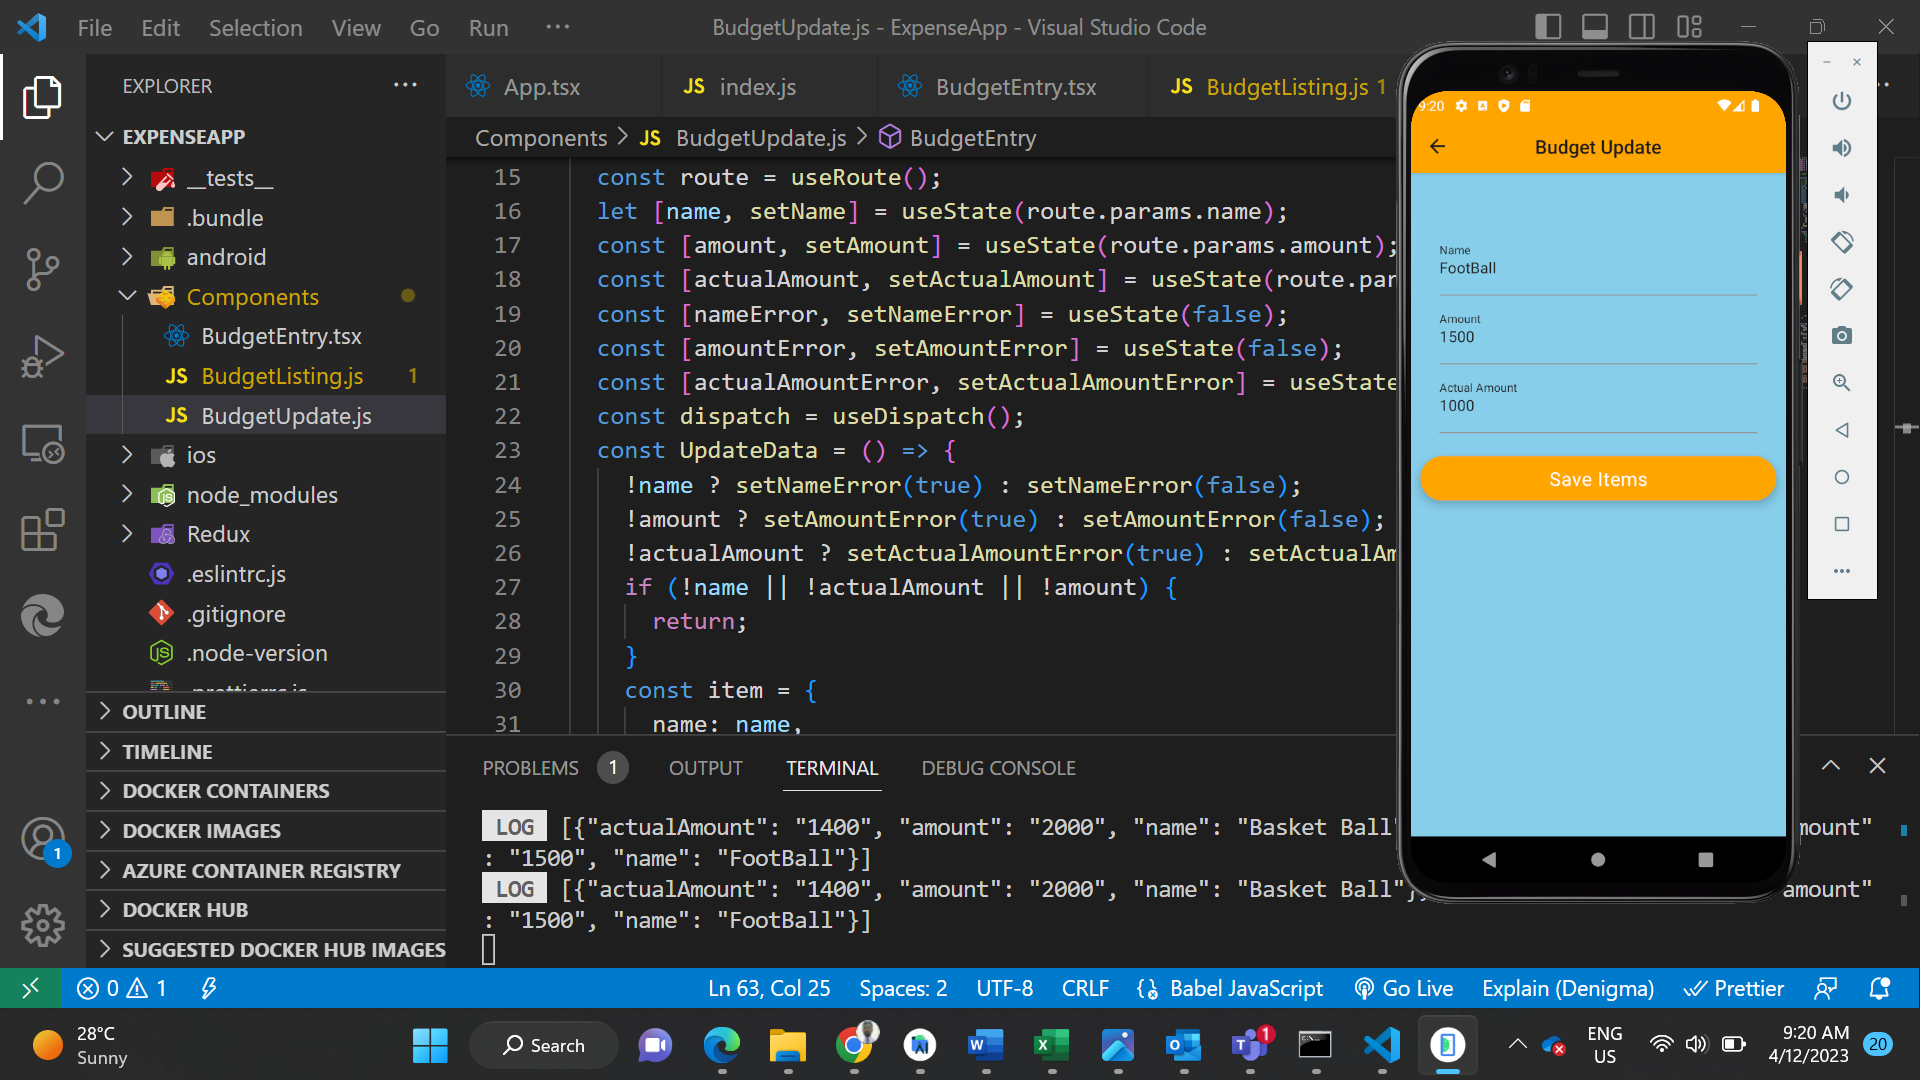 File Edit Selection View Go Run ··· BudgetUpdate.js - ExpenseApp - Visual Studio Code
EXPLORER ···
EXPENSEAPP
__tests__
.bundle
android
Components
BudgetEntry.tsx
JS BudgetListing.js 1
JS BudgetUpdate.js
ios
node_modules
Redux
.eslintrc.js
.gitignore
.node-version
.prettierrc.js
OUTLINE
TIMELINE
DOCKER CONTAINERS
DOCKER IMAGES
AZURE CONTAINER REGISTRY
DOCKER HUB
SUGGESTED DOCKER HUB IMAGES
1
App.tsx JS index.js BudgetEntry.tsx JS BudgetListing.js 1
Components > JS BudgetUpdate.js > BudgetEntry
15 const route = useRoute();
16 let [name, setName] = useState(route.params.name);
17 const [amount, setAmount] = useState(route.params.amount);
18 const [actualAmount, setActualAmount] = useState(route.par
19 const [nameError, setNameError] = useState(false);
20 const [amountError, setAmountError] = useState(false);
21 const [actualAmountError, setActualAmountError] = useState
22 const dispatch = useDispatch();
23 const UpdateData = () => {
24 !name ? setNameError(true) : setNameError(false);
25 !amount ? setAmountError(true) : setAmountError(false);
26 !actualAmount ? setActualAmountError(true) : setActualAm
27 if (!name || !actualAmount || !amount) {
28 return;
29 }
30 const item = {
31 name: name,
PROBLEMS 1 OUTPUT TERMINAL DEBUG CONSOLE
LOG [{"actualAmount": "1400", "amount": "2000", "name": "Basket Ball" mount"
: "1500", "name": "FootBall"}]
LOG [{"actualAmount": "1400", "amount": "2000", "name": "Basket Ball"}, amount"
: "1500", "name": "FootBall"}]
9:20
Budget Update
Name
FootBall
Amount
1500
Actual Amount
1000
Save Items
0 1 Ln 63, Col 25 Spaces: 2 UTF-8 CRLF Babel JavaScript Go Live Explain (Denigma) Prettier
28°C
Sunny
Search
1
ENG
US
9:20 AM
4/12/2023
20